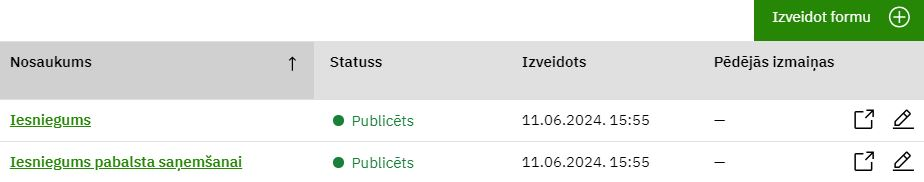 Izveidot formu
Nosaukums Statuss Izveidots Pēdējās izmaiņas
Iesniegums Publicēts 11.06.2024. 15:55 —
Iesniegums pabalsta saņemšanai Publicēts 11.06.2024. 15:55 —